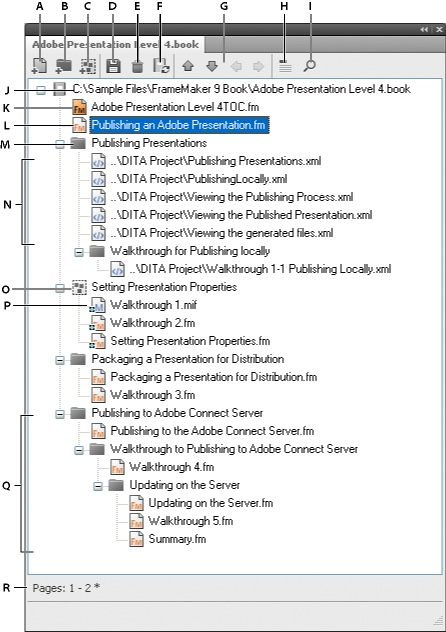 A B C D E F G H I
Adobe Presentation Level 4.book
J C:\Sample Files\FrameMaker 9 Book\Adobe Presentation Level 4.book
K Adobe Presentation Level 4TOC.fm
L Publishing an Adobe Presentation.fm
M Publishing Presentations
..\DITA Project\Publishing Presentations.xml
..\DITA Project\PublishingLocally.xml
N ..\DITA Project\Viewing the Publishing Process.xml
..\DITA Project\Viewing the Published Presentation.xml
..\DITA Project\Viewing the generated files.xml
Walkthrough for Publishing locally
..\DITA Project\Walkthrough 1-1 Publishing Locally.xml
O Setting Presentation Properties
P Walkthrough 1.mif
Walkthrough 2.fm
Setting Presentation Properties.fm
Packaging a Presentation for Distribution
Packaging a Presentation for Distribution.fm
Walkthrough 3.fm
Publishing to Adobe Connect Server
Publishing to the Adobe Connect Server.fm
Walkthrough to Publishing to Adobe Connect Server
Walkthrough 4.fm
Q Updating on the Server
Updating on the Server.fm
Walkthrough 5.fm
Summary.fm
R Pages: 1 - 2 *